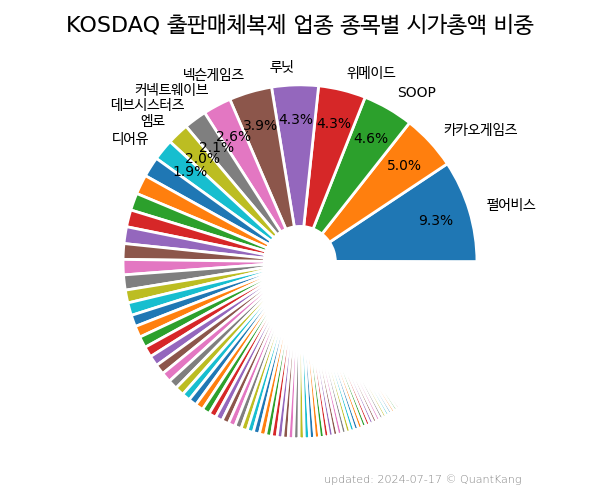 KOSDAQ 출판매체복제 업종 종목별 시가총액 비중
펄어비스
9.3%
카카오게임즈
5.0%
SOOP
4.6%
위메이드
4.3%
루닛
4.3%
넥슨게임즈
3.9%
커넥트웨이브
2.6%
데브시스터즈
2.1%
엠로
2.0%
디어유
1.9%
updated: 2024-07-17 © QuantKang